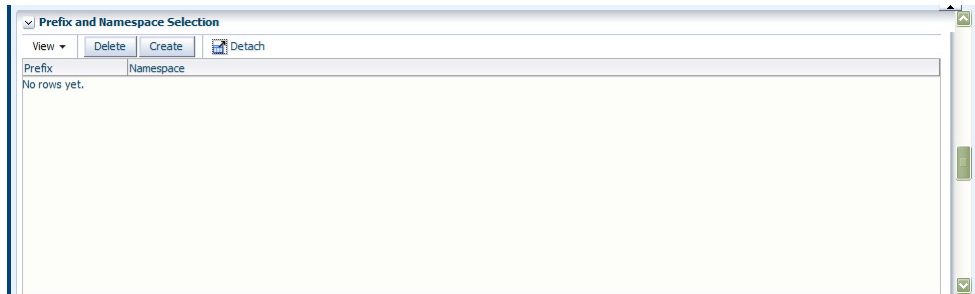 Prefix and Namespace Selection
View Delete Create Detach
Prefix Namespace
No rows yet.